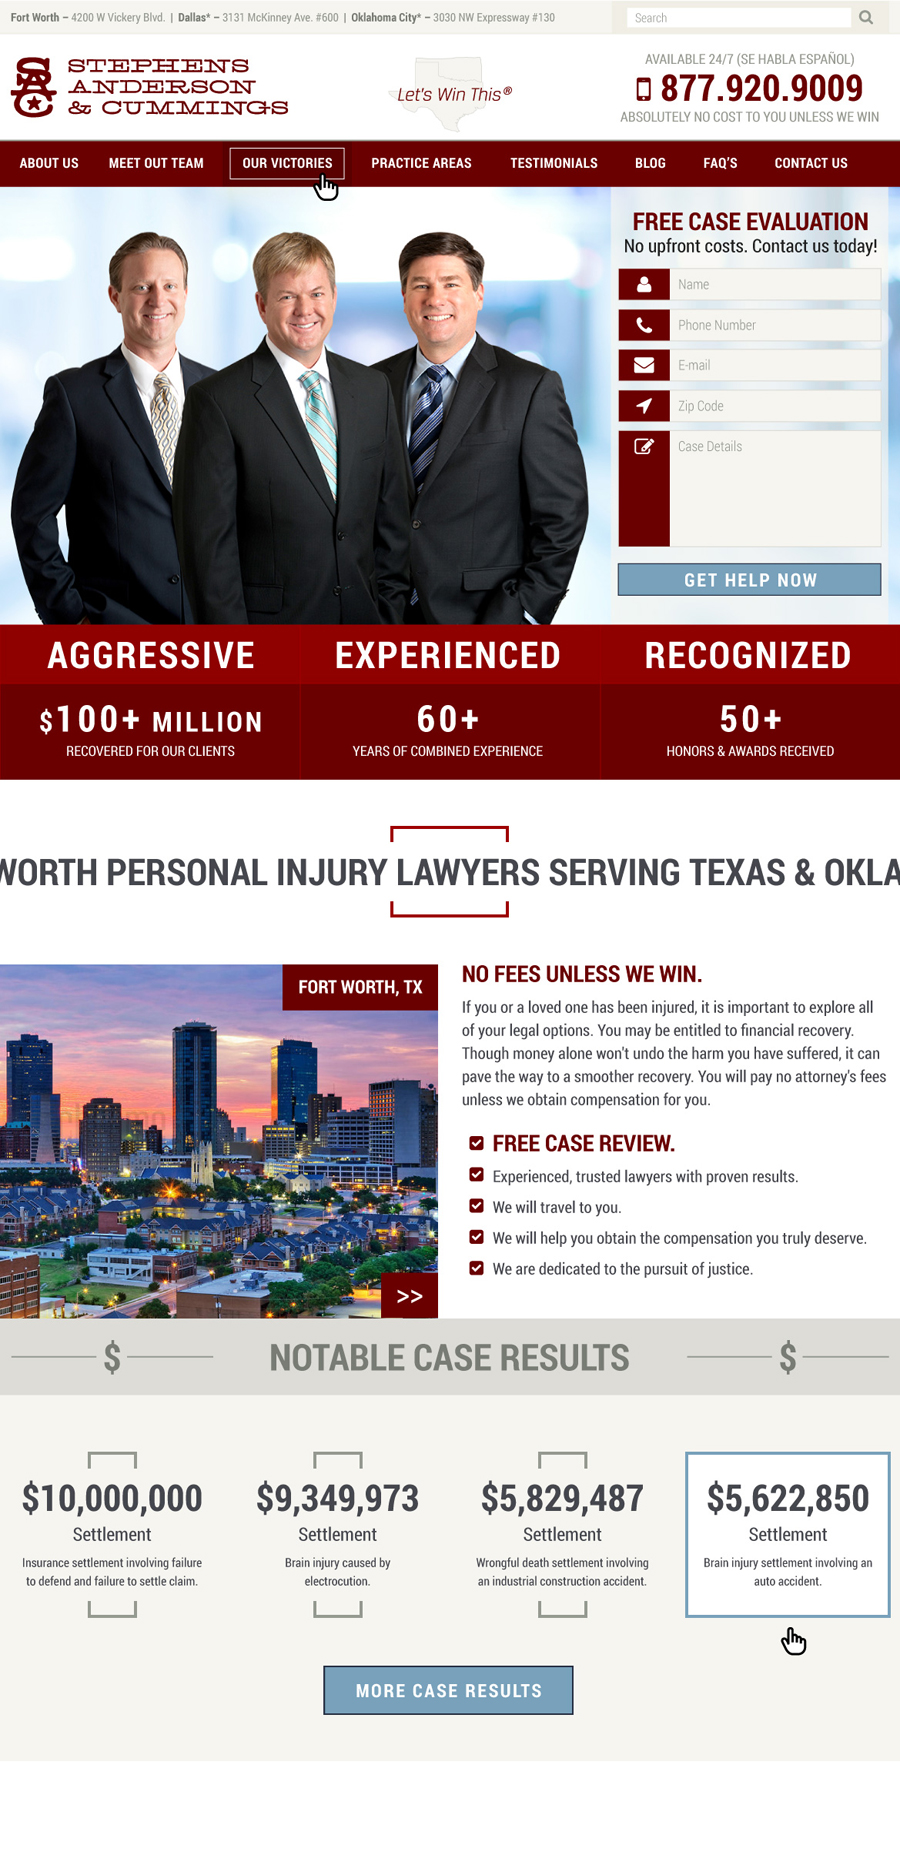 Fort Worth – 4200 W Vickery Blvd. | Dallas* – 3131 McKinney Ave. #600 | Oklahoma City* – 3030 NW Expressway #130
Search
SAC
STEPHENS
ANDERSON
& CUMMINGS
Let's Win This®
AVAILABLE 24/7 (SE HABLA ESPAÑOL)
877.920.9009
ABSOLUTELY NO COST TO YOU UNLESS WE WIN
ABOUT US MEET OUT TEAM OUR VICTORIES PRACTICE AREAS TESTIMONIALS BLOG FAQ'S CONTACT US
FREE CASE EVALUATION
No upfront costs. Contact us today!
Name
Phone Number
E-mail
Zip Code
Case Details
GET HELP NOW
AGGRESSIVE
$100+ MILLION
RECOVERED FOR OUR CLIENTS
EXPERIENCED
60+
YEARS OF COMBINED EXPERIENCE
RECOGNIZED
50+
HONORS & AWARDS RECEIVED
WORTH PERSONAL INJURY LAWYERS SERVING TEXAS & OKLA
FORT WORTH, TX
>>
NO FEES UNLESS WE WIN.
If you or a loved one has been injured, it is important to explore all
of your legal options. You may be entitled to financial recovery.
Though money alone won't undo the harm you have suffered, it can
pave the way to a smoother recovery. You will pay no attorney's fees
unless we obtain compensation for you.
FREE CASE REVIEW.
Experienced, trusted lawyers with proven results.
We will travel to you.
We will help you obtain the compensation you truly deserve.
We are dedicated to the pursuit of justice.
$ NOTABLE CASE RESULTS $
$10,000,000
Settlement
Insurance settlement involving failure
to defend and failure to settle claim.
$9,349,973
Settlement
Brain injury caused by
electrocution.
$5,829,487
Settlement
Wrongful death settlement involving
an industrial construction accident.
$5,622,850
Settlement
Brain injury settlement involving an
auto accident.
MORE CASE RESULTS